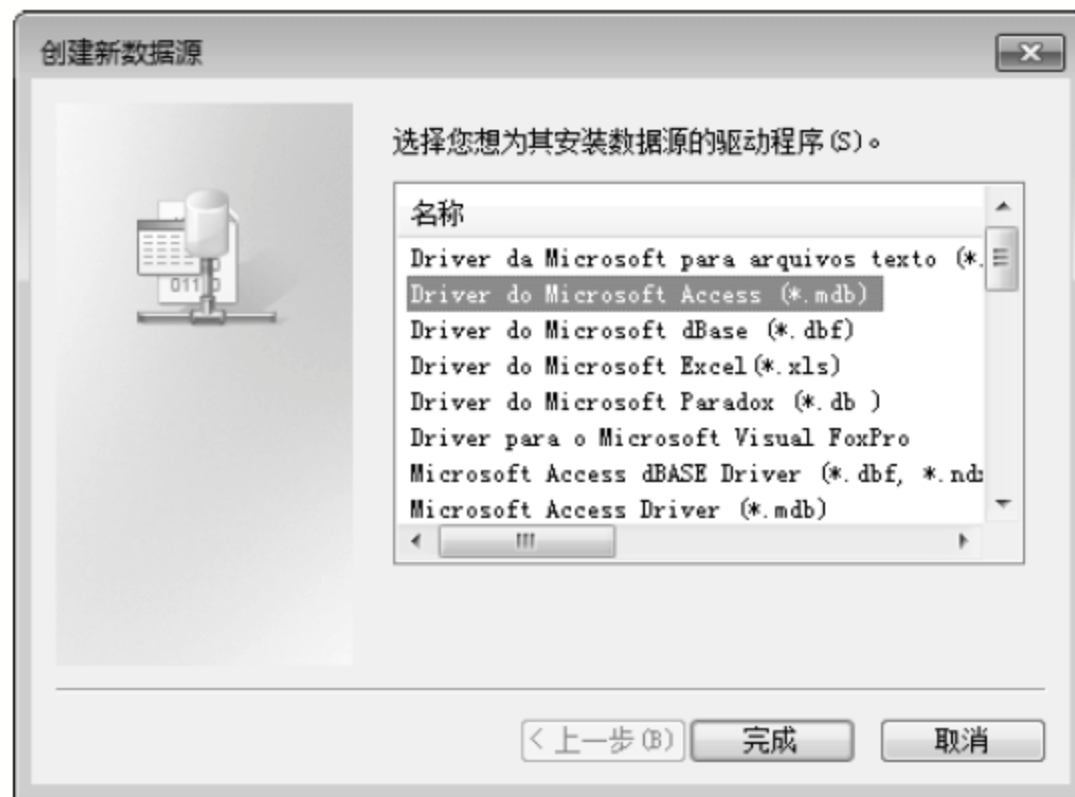 创建新数据源
选择您想为其安装数据源的驱动程序(S)。
名称
Driver da Microsoft para arquivos texto (*.
Driver do Microsoft Access (*.mdb)
Driver do Microsoft dBase (*.dbf)
Driver do Microsoft Excel(*.xls)
Driver do Microsoft Paradox (*.db )
Driver para o Microsoft Visual FoxPro
Microsoft Access dBASE Driver (*.dbf, *.ndx
Microsoft Access Driver (*.mdb)
< 上一步(B) 完成 取消